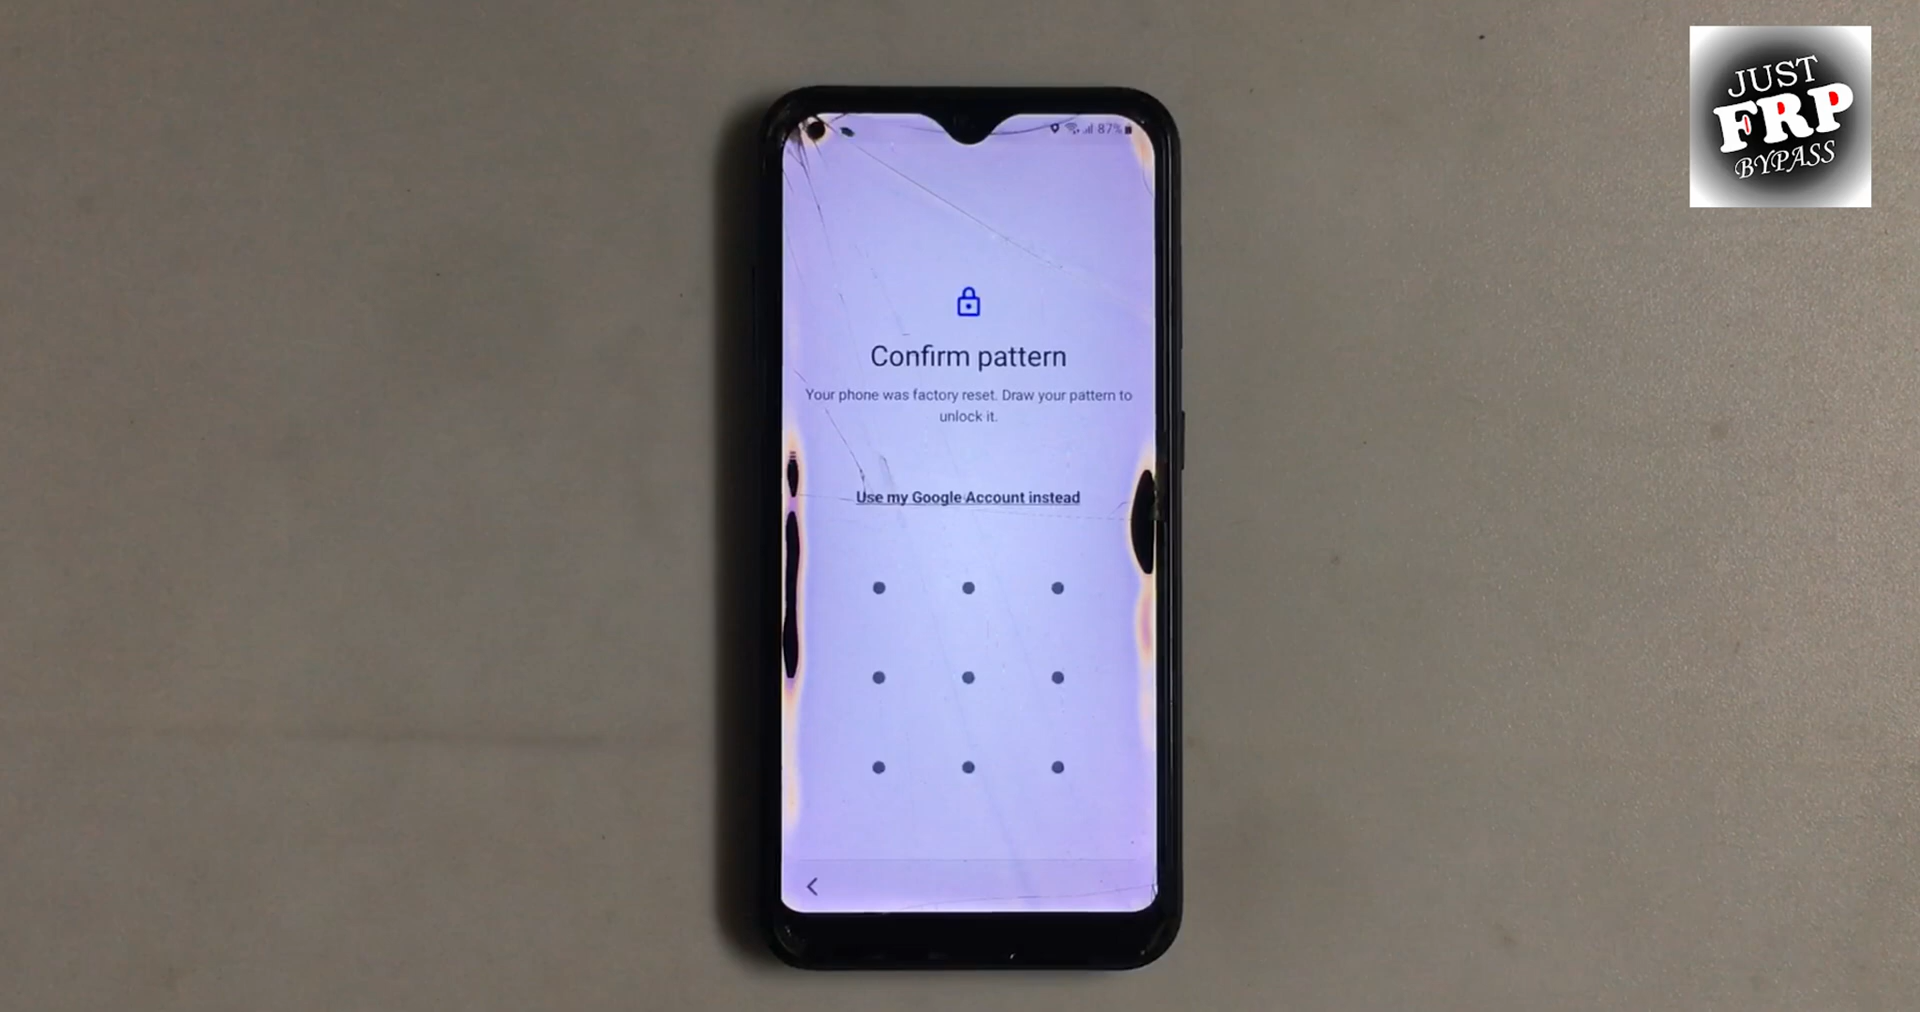 JUST
FRP
BYPASS
87%
Confirm pattern
Your phone was factory reset. Draw your pattern to
unlock it.
Use my Google Account instead